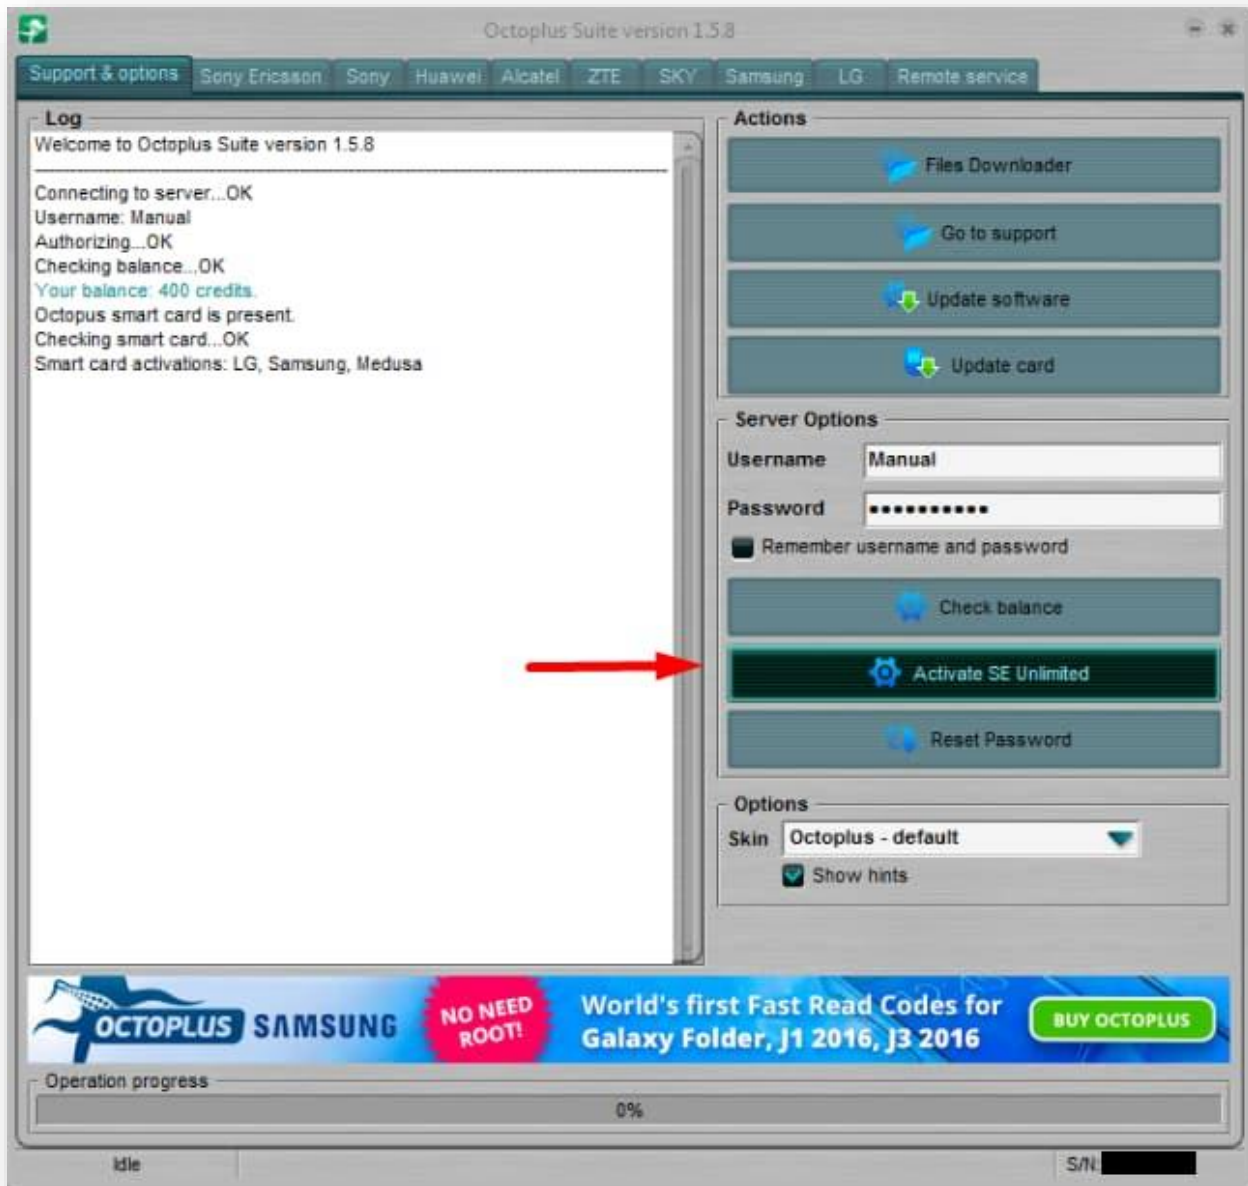 Octoplus Suite version 1.5.8
Support & options Sony Ericsson Sony Huawei Alcatel ZTE SKY Samsung LG Remote service
Log
Welcome to Octoplus Suite version 1.5.8
Connecting to server...OK
Username: Manual
Authorizing...OK
Checking balance...OK
Your balance: 400 credits.
Octopus smart card is present.
Checking smart card...OK
Smart card activations: LG, Samsung, Medusa
Actions
Files Downloader
Go to support
Update software
Update card
Server Options
Username Manual
Password ••••••••••
Remember username and password
Check balance
Activate SE Unlimited
Reset Password
Options
Skin Octoplus - default
Show hints
OCTOPLUS SAMSUNG
NO NEED
ROOT!
World's first Fast Read Codes for
Galaxy Folder, J1 2016, J3 2016
BUY OCTOPLUS
Operation progress
0%
Idle
S/N: